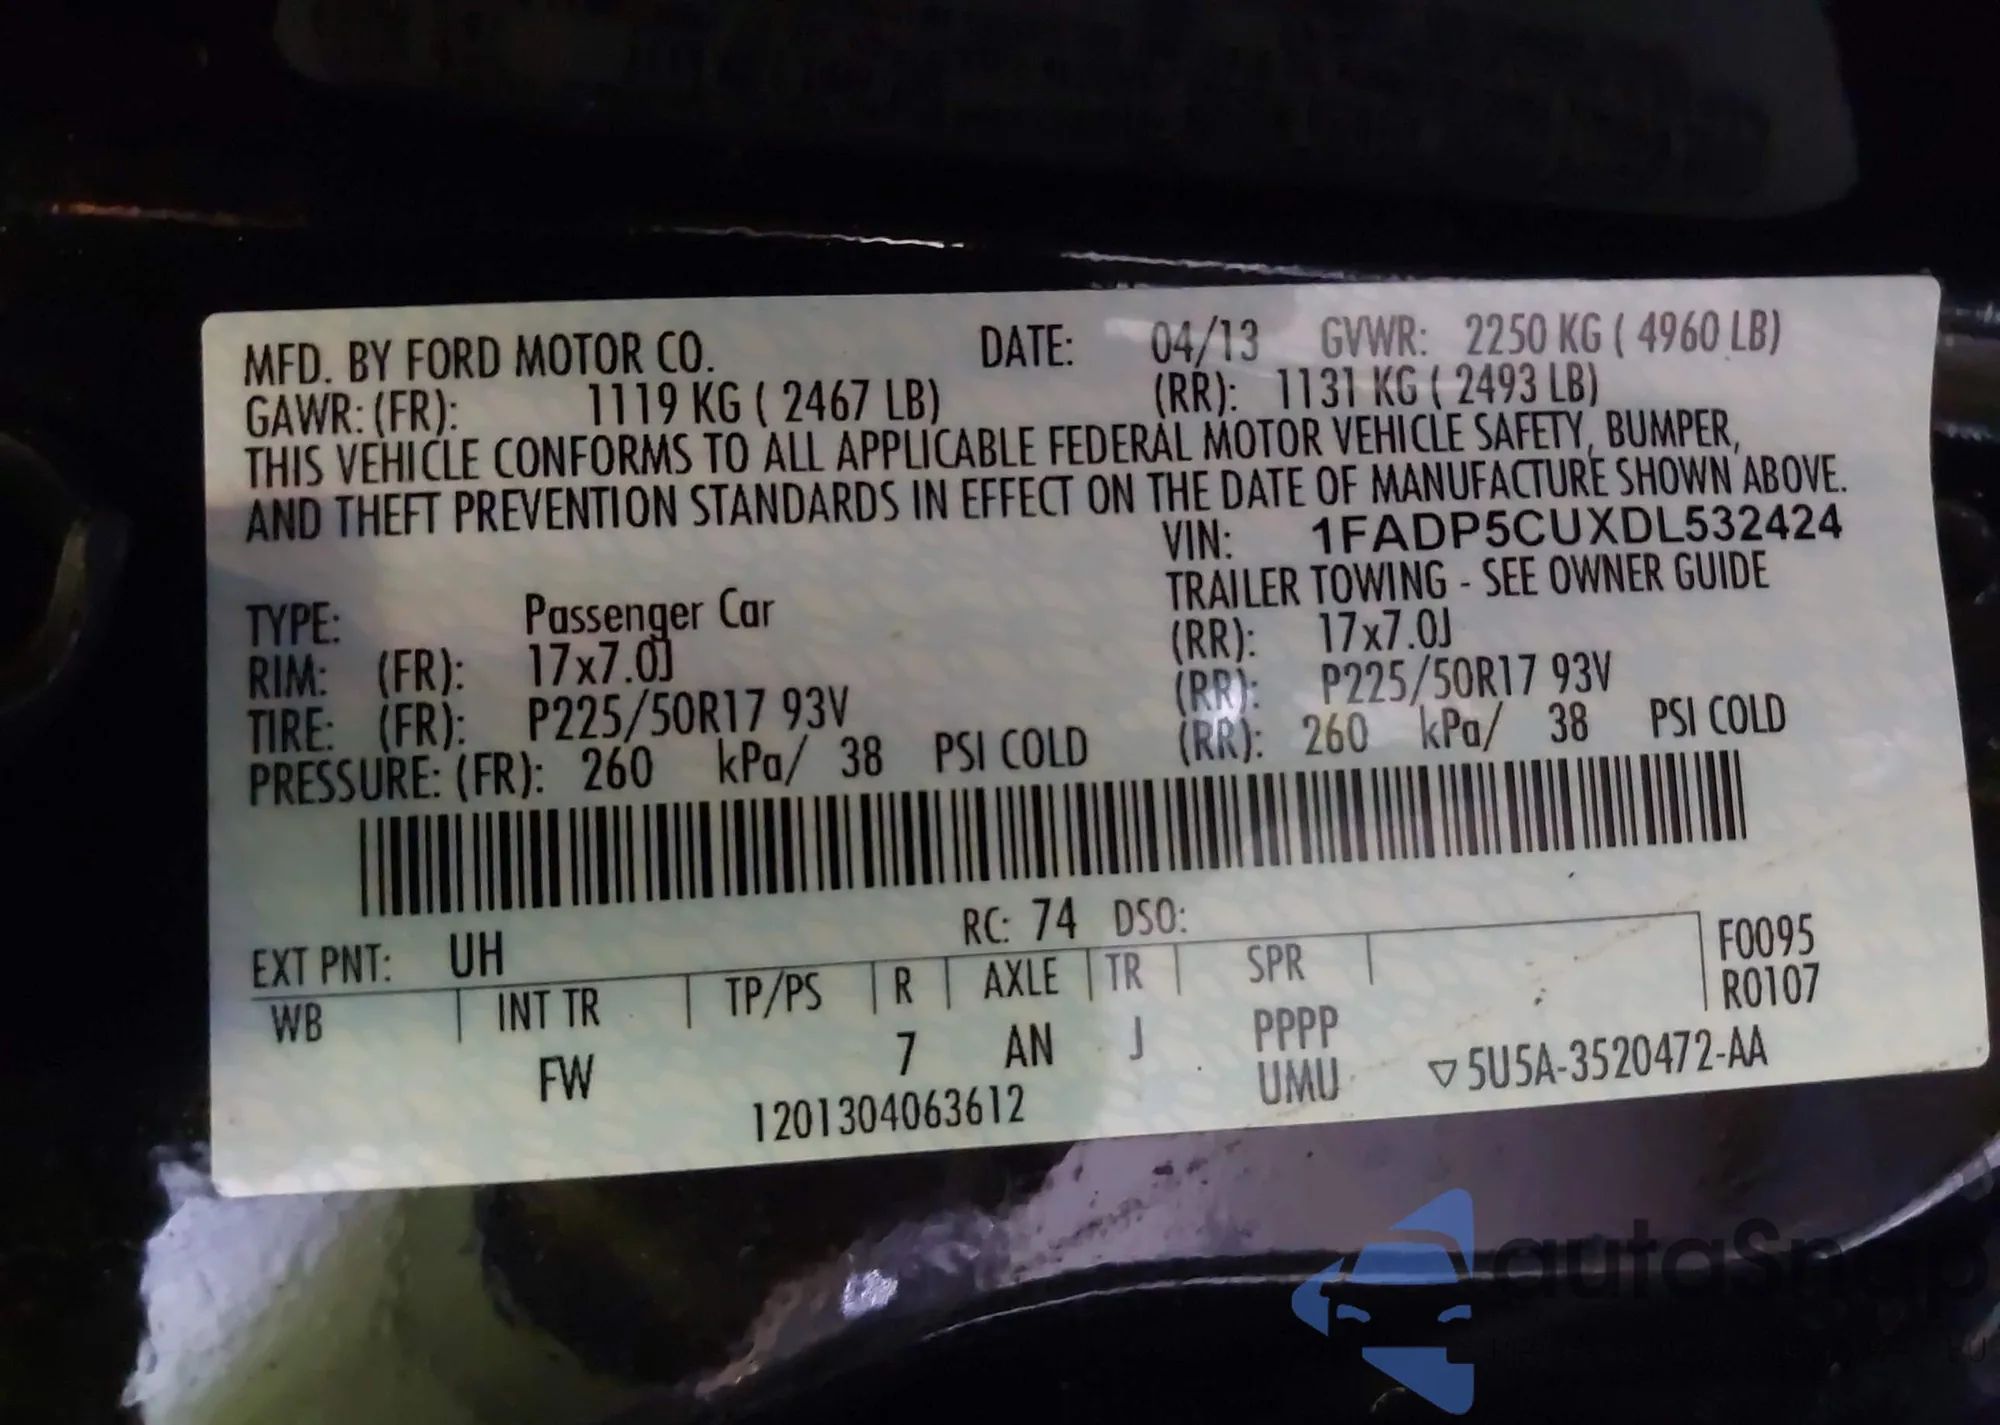 MFD. BY FORD MOTOR CO. DATE: 04/13 GVWR: 2250 KG ( 4960 LB)
GAWR: (FR): 1119 KG ( 2467 LB) (RR): 1131 KG ( 2493 LB)
THIS VEHICLE CONFORMS TO ALL APPLICABLE FEDERAL MOTOR VEHICLE SAFETY, BUMPER,
AND THEFT PREVENTION STANDARDS IN EFFECT ON THE DATE OF MANUFACTURE SHOWN ABOVE.
VIN: 1FADP5CUXDL532424
TYPE: Passenger Car TRAILER TOWING - SEE OWNER GUIDE
RIM: (FR): 17x7.0J (RR): 17x7.0J
TIRE: (FR): P225/50R17 93V (RR): P225/50R17 93V
PRESSURE: (FR): 260 kPa/ 38 PSI COLD (RR): 260 kPa/ 38 PSI COLD
EXT PNT: UH RC: 74 DSO: F0095
WB INT TR TP/PS R AXLE TR SPR R0107
FW 7 AN J PPPP
1201304063612 UMU ▽5U5A-3520472-AA
autoSnap